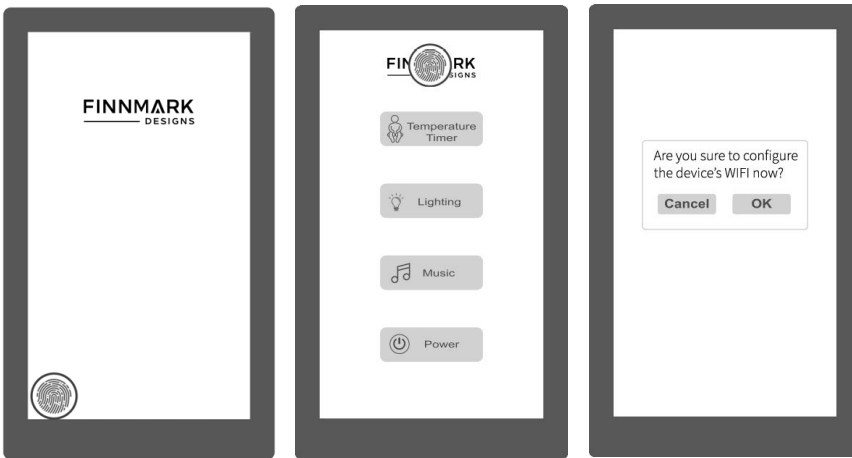 FINNMARK
DESIGNS
FIN RK
SIGNS
Temperature
Timer
Lighting
Music
Power
Are you sure to configure
the device's WIFI now?
Cancel OK